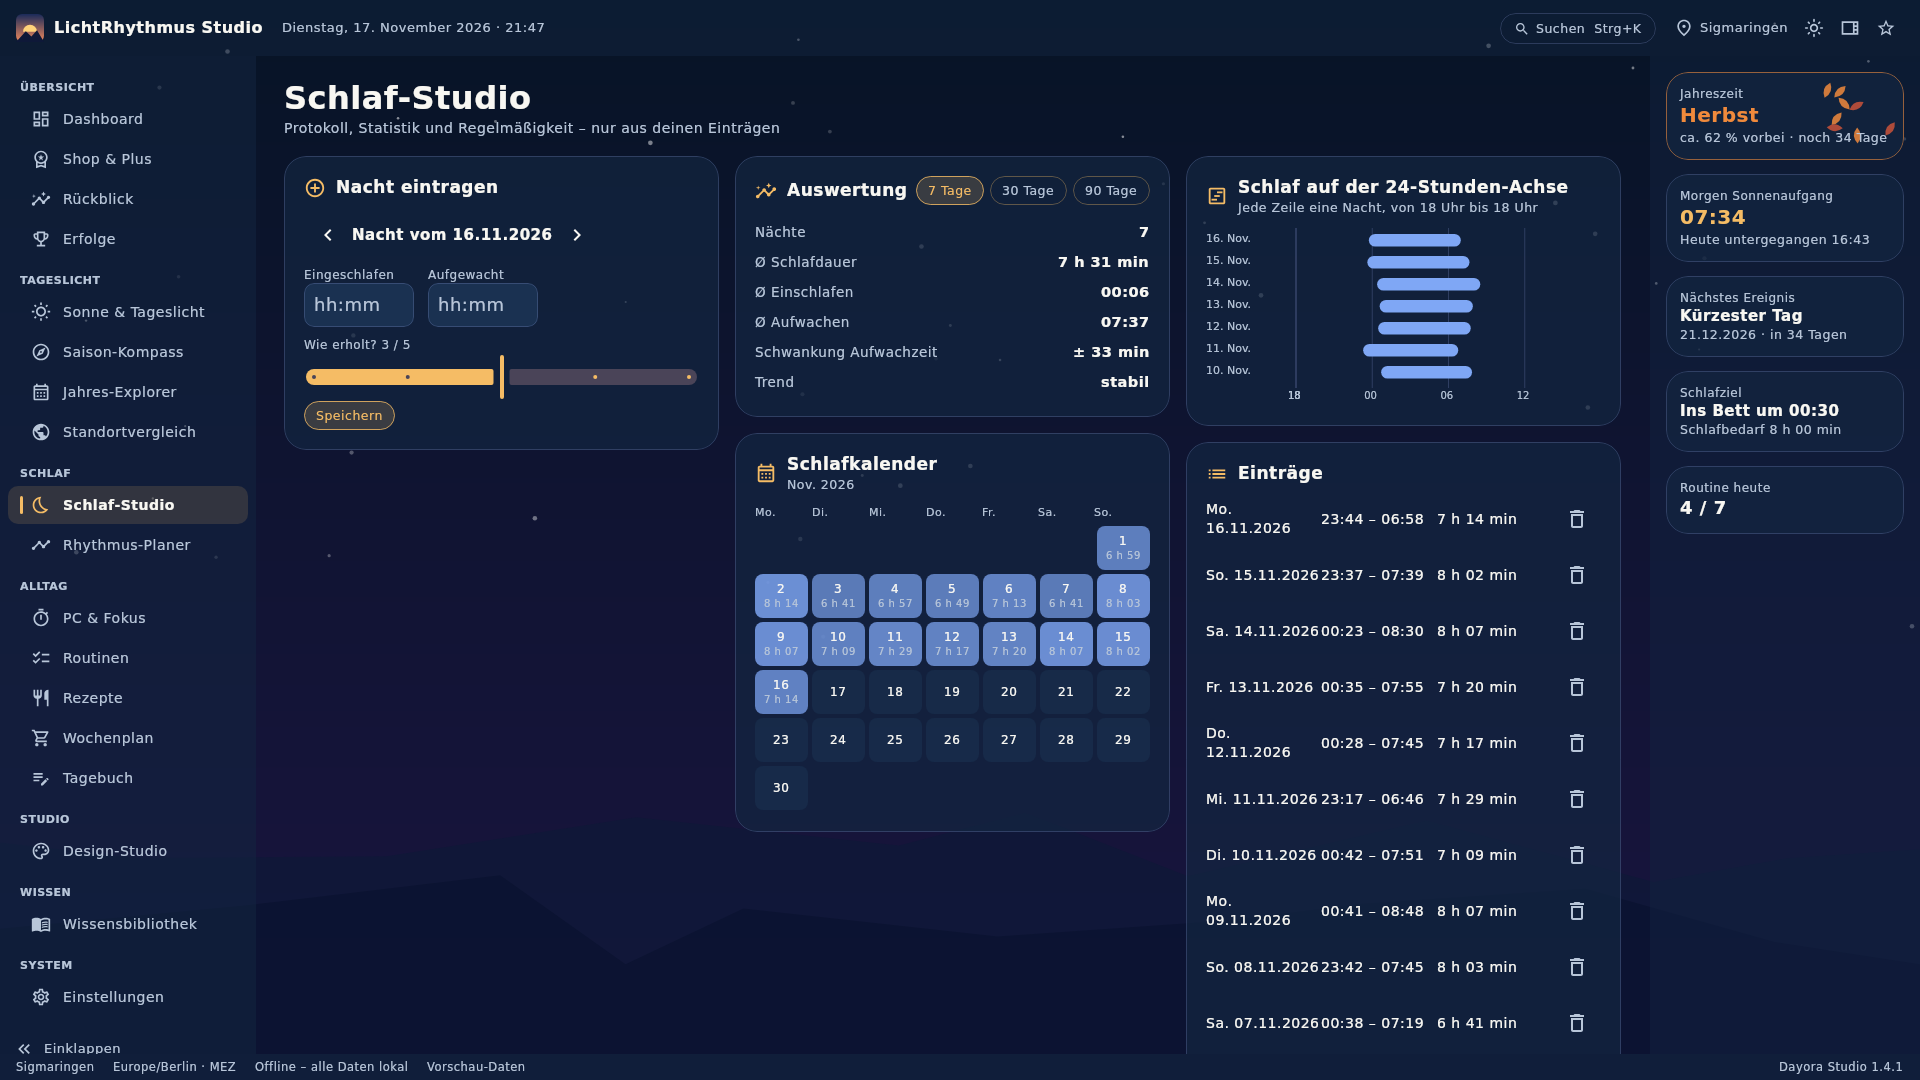 LichtRhythmus Studio
Dienstag, 17. November 2026 · 21:47
Suchen Strg+K
Sigmaringen
ÜBERSICHT
Dashboard
Shop & Plus
Rückblick
Erfolge
TAGESLICHT
Sonne & Tageslicht
Saison-Kompass
Jahres-Explorer
Standortvergleich
SCHLAF
Schlaf-Studio
Rhythmus-Planer
ALLTAG
PC & Fokus
Routinen
Rezepte
Wochenplan
Tagebuch
STUDIO
Design-Studio
WISSEN
Wissensbibliothek
SYSTEM
Einstellungen
Einklappen
Schlaf-Studio
Protokoll, Statistik und Regelmäßigkeit – nur aus deinen Einträgen
Nacht eintragen
Nacht vom 16.11.2026
Eingeschlafen Aufgewacht
hh:mm hh:mm
Wie erholt? 3 / 5
Speichern
Auswertung 7 Tage 30 Tage 90 Tage
Nächte 7
Ø Schlafdauer 7 h 31 min
Ø Einschlafen 00:06
Ø Aufwachen 07:37
Schwankung Aufwachzeit ± 33 min
Trend stabil
Schlafkalender
Nov. 2026
Mo. Di. Mi. Do. Fr. Sa. So.
1
6 h 59
2 3 4 5 6 7 8
8 h 14 6 h 41 6 h 57 6 h 49 7 h 13 6 h 41 8 h 03
9 10 11 12 13 14 15
8 h 07 7 h 09 7 h 29 7 h 17 7 h 20 8 h 07 8 h 02
16 17 18 19 20 21 22
7 h 14
23 24 25 26 27 28 29
30
Schlaf auf der 24-Stunden-Achse
Jede Zeile eine Nacht, von 18 Uhr bis 18 Uhr
16. Nov.
15. Nov.
14. Nov.
13. Nov.
12. Nov.
11. Nov.
10. Nov.
18 00 06 12
Einträge
Mo. 
16.11.2026 23:44 – 06:58 7 h 14 min
So. 15.11.2026 23:37 – 07:39 8 h 02 min
Sa. 14.11.2026 00:23 – 08:30 8 h 07 min
Fr. 13.11.2026 00:35 – 07:55 7 h 20 min
Do. 
12.11.2026 00:28 – 07:45 7 h 17 min
Mi. 11.11.2026 23:17 – 06:46 7 h 29 min
Di. 10.11.2026 00:42 – 07:51 7 h 09 min
Mo. 
09.11.2026 00:41 – 08:48 8 h 07 min
So. 08.11.2026 23:42 – 07:45 8 h 03 min
Sa. 07.11.2026 00:38 – 07:19 6 h 41 min
Jahreszeit
Herbst
ca. 62 % vorbei · noch 34 Tage
Morgen Sonnenaufgang
07:34
Heute untergegangen 16:43
Nächstes Ereignis
Kürzester Tag
21.12.2026 · in 34 Tagen
Schlafziel
Ins Bett um 00:30
Schlafbedarf 8 h 00 min
Routine heute
4 / 7
Sigmaringen Europe/Berlin · MEZ Offline – alle Daten lokal Vorschau-Daten
Dayora Studio 1.4.1